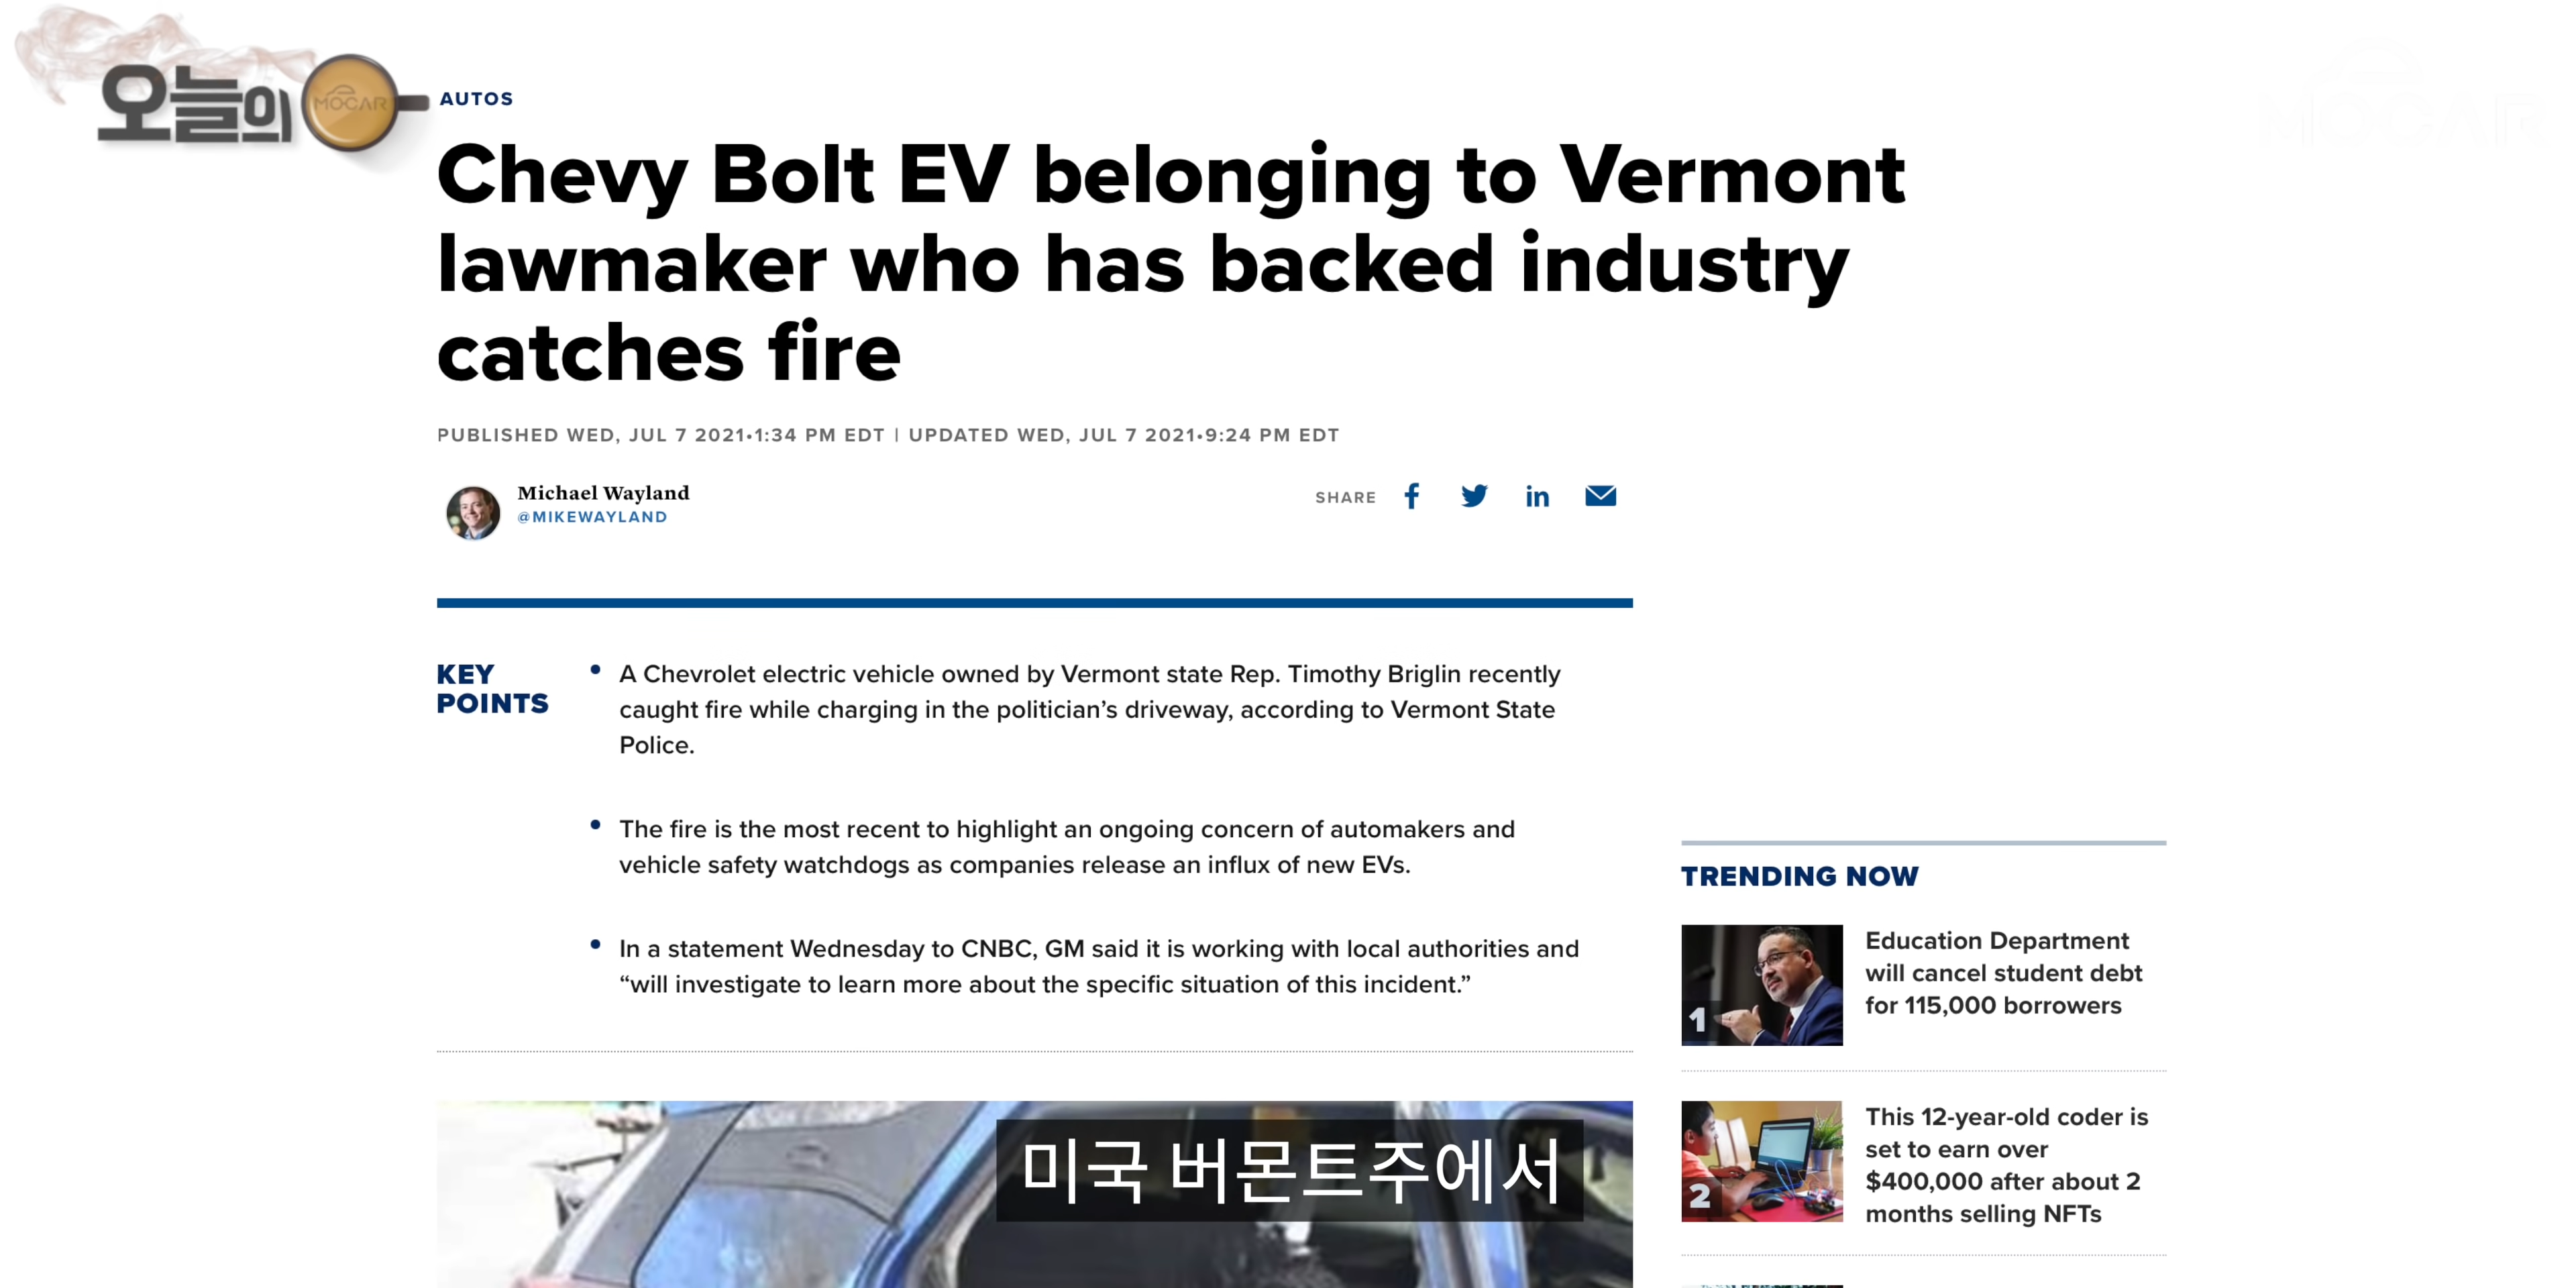 오늘의
MOCAR
AUTOS
Chevy Bolt EV belonging to Vermont
lawmaker who has backed industry
catches fire
PUBLISHED WED, JUL 7 2021•1:34 PM EDT | UPDATED WED, JUL 7 2021•9:24 PM EDT
Michael Wayland
@MIKEWAYLAND
SHARE
KEY
POINTS
• A Chevrolet electric vehicle owned by Vermont state Rep. Timothy Briglin recently
caught fire while charging in the politician’s driveway, according to Vermont State
Police.
• The fire is the most recent to highlight an ongoing concern of automakers and
vehicle safety watchdogs as companies release an influx of new EVs.
• In a statement Wednesday to CNBC, GM said it is working with local authorities and
“will investigate to learn more about the specific situation of this incident.”
TRENDING NOW
1
Education Department
will cancel student debt
for 115,000 borrowers
2
This 12-year-old coder is
set to earn over
$400,000 after about 2
months selling NFTs
미국 버몬트주에서